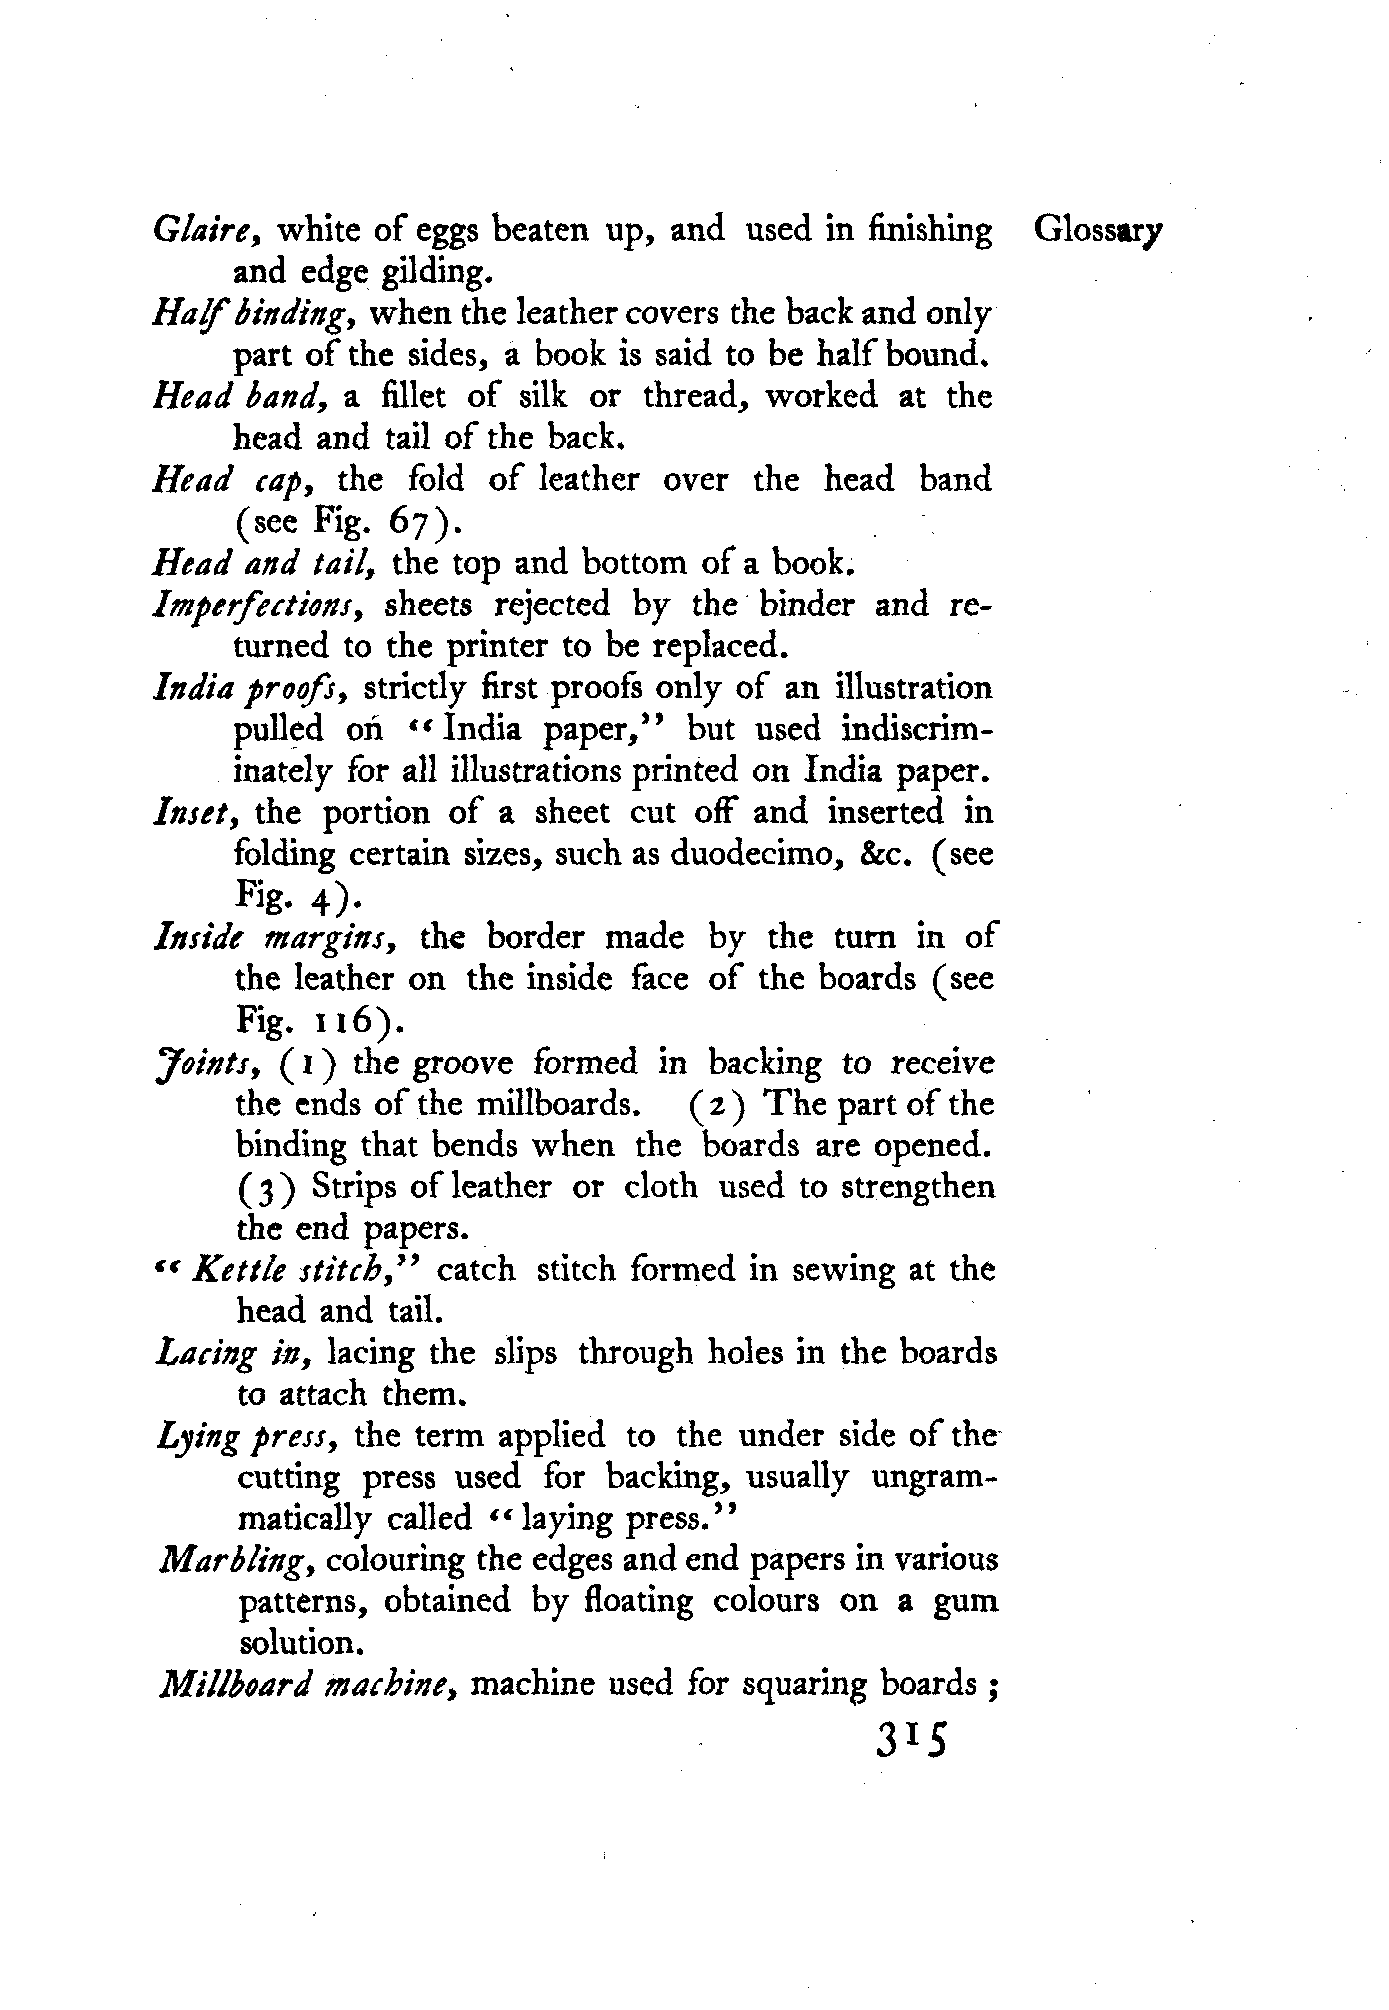 Glaire, white of eggs beaten up, and used in finishing
Glossary
and edge gilding.
Half binding, when the leather covers the back and only
part of the sides, a book is said to be half bound.
Head band, a fillet of silk or thread, worked at the
head and tail of the back.
Head cap, the fold of leather over the head band
(see Fig. 67).
Head and tail, the top and bottom of a book.
Imperfections, sheets rejected by the binder and re-
turned to the printer to be replaced.
India proofs, strictly first proofs only of an illustration
pulled on “India paper,” but used indiscrim-
inately for all illustrations printed on India paper.
Inset, the portion of a sheet cut off and inserted in
folding certain sizes, such as duodecimo, &c. (see
Fig. 4).
Inside margins, the border made by the turn in of
the leather on the inside face of the boards (see
Fig. 116).
Joints, (1) the groove formed in backing to receive
the ends of the millboards. (2) The part of the
binding that bends when the boards are opened.
(3) Strips of leather or cloth used to strengthen
the end papers.
“Kettle stitch,” catch stitch formed in sewing at the
head and tail.
Lacing in, lacing the slips through holes in the boards
to attach them.
Lying press, the term applied to the under side of the
cutting press used for backing, usually ungram-
matically called “laying press.”
Marbling, colouring the edges and end papers in various
patterns, obtained by floating colours on a gum
solution.
Millboard machine, machine used for squaring boards ;
315